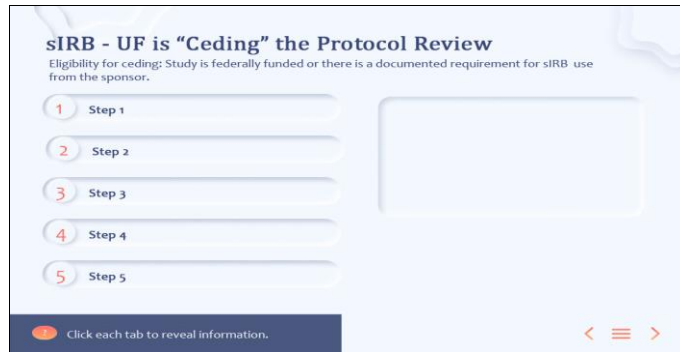 sIRB - UF is “Ceding” the Protocol Review
Eligibility for ceding: Study is federally funded or there is a documented requirement for sIRB use
from the sponsor.
1 Step 1
2 Step 2
3 Step 3
4 Step 4
5 Step 5
Click each tab to reveal information.